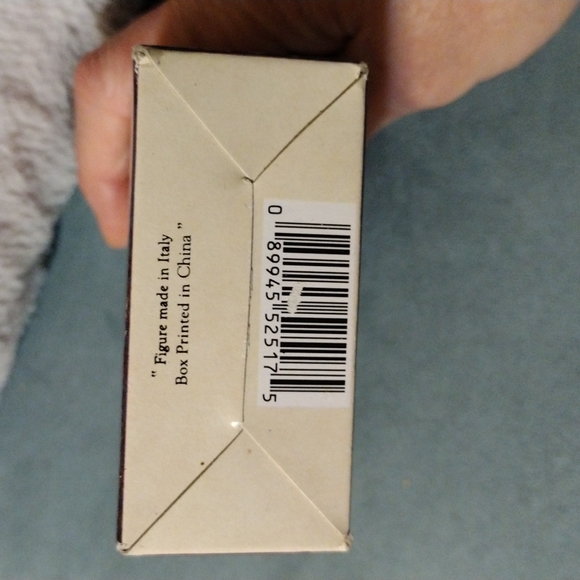 " Figure made in Italy
Box Printed in China "
0 89945 52517 5